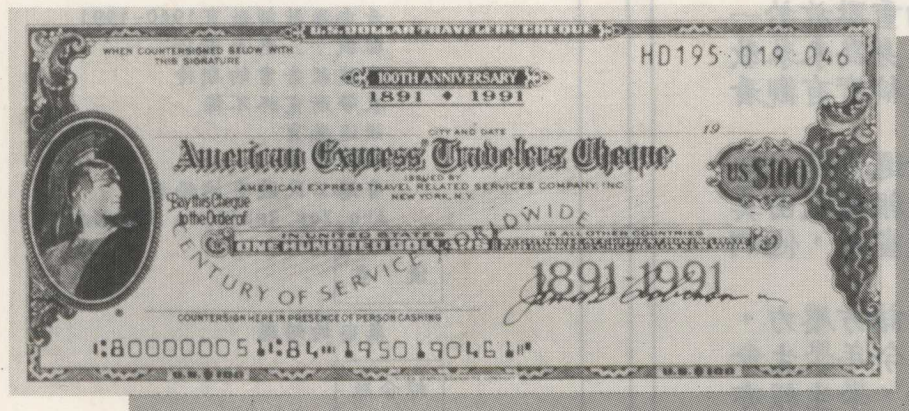 U.S. DOLLAR TRAVELERS CHEQUE
WHEN COUNTERSIGNED BELOW WITH
THIS SIGNATURE
HD195·019·046
100TH ANNIVERSARY
1891 ◆ 1991
CITY AND DATE
19
American Express Travelers Cheque
US $100
ISSUED BY
AMERICAN EXPRESS TRAVEL RELATED SERVICES COMPANY, INC.
NEW YORK, N.Y.
Pay this Cheque
to the Order of
IN UNITED STATES
IN ALL OTHER COUNTRIES
ONE HUNDRED DOLLARS
CENTURY OF SERVICE WORLDWIDE
1891-1991
COUNTERSIGN HERE IN PRESENCE OF PERSON CASHING
⑆800000051⑆84⑈1950190461⑈
U.S. $100
U.S. $100